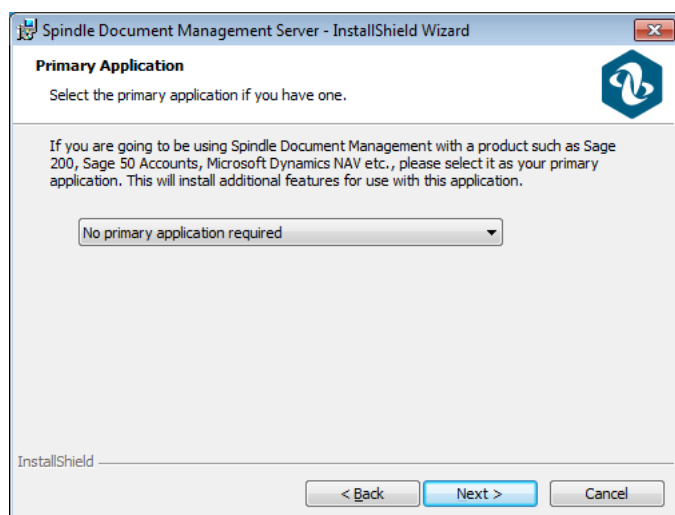 Spindle Document Management Server - InstallShield Wizard
Primary Application
Select the primary application if you have one.
If you are going to be using Spindle Document Management with a product such as Sage
200, Sage 50 Accounts, Microsoft Dynamics NAV etc., please select it as your primary
application. This will install additional features for use with this application.
No primary application required
InstallShield
< Back
Next >
Cancel